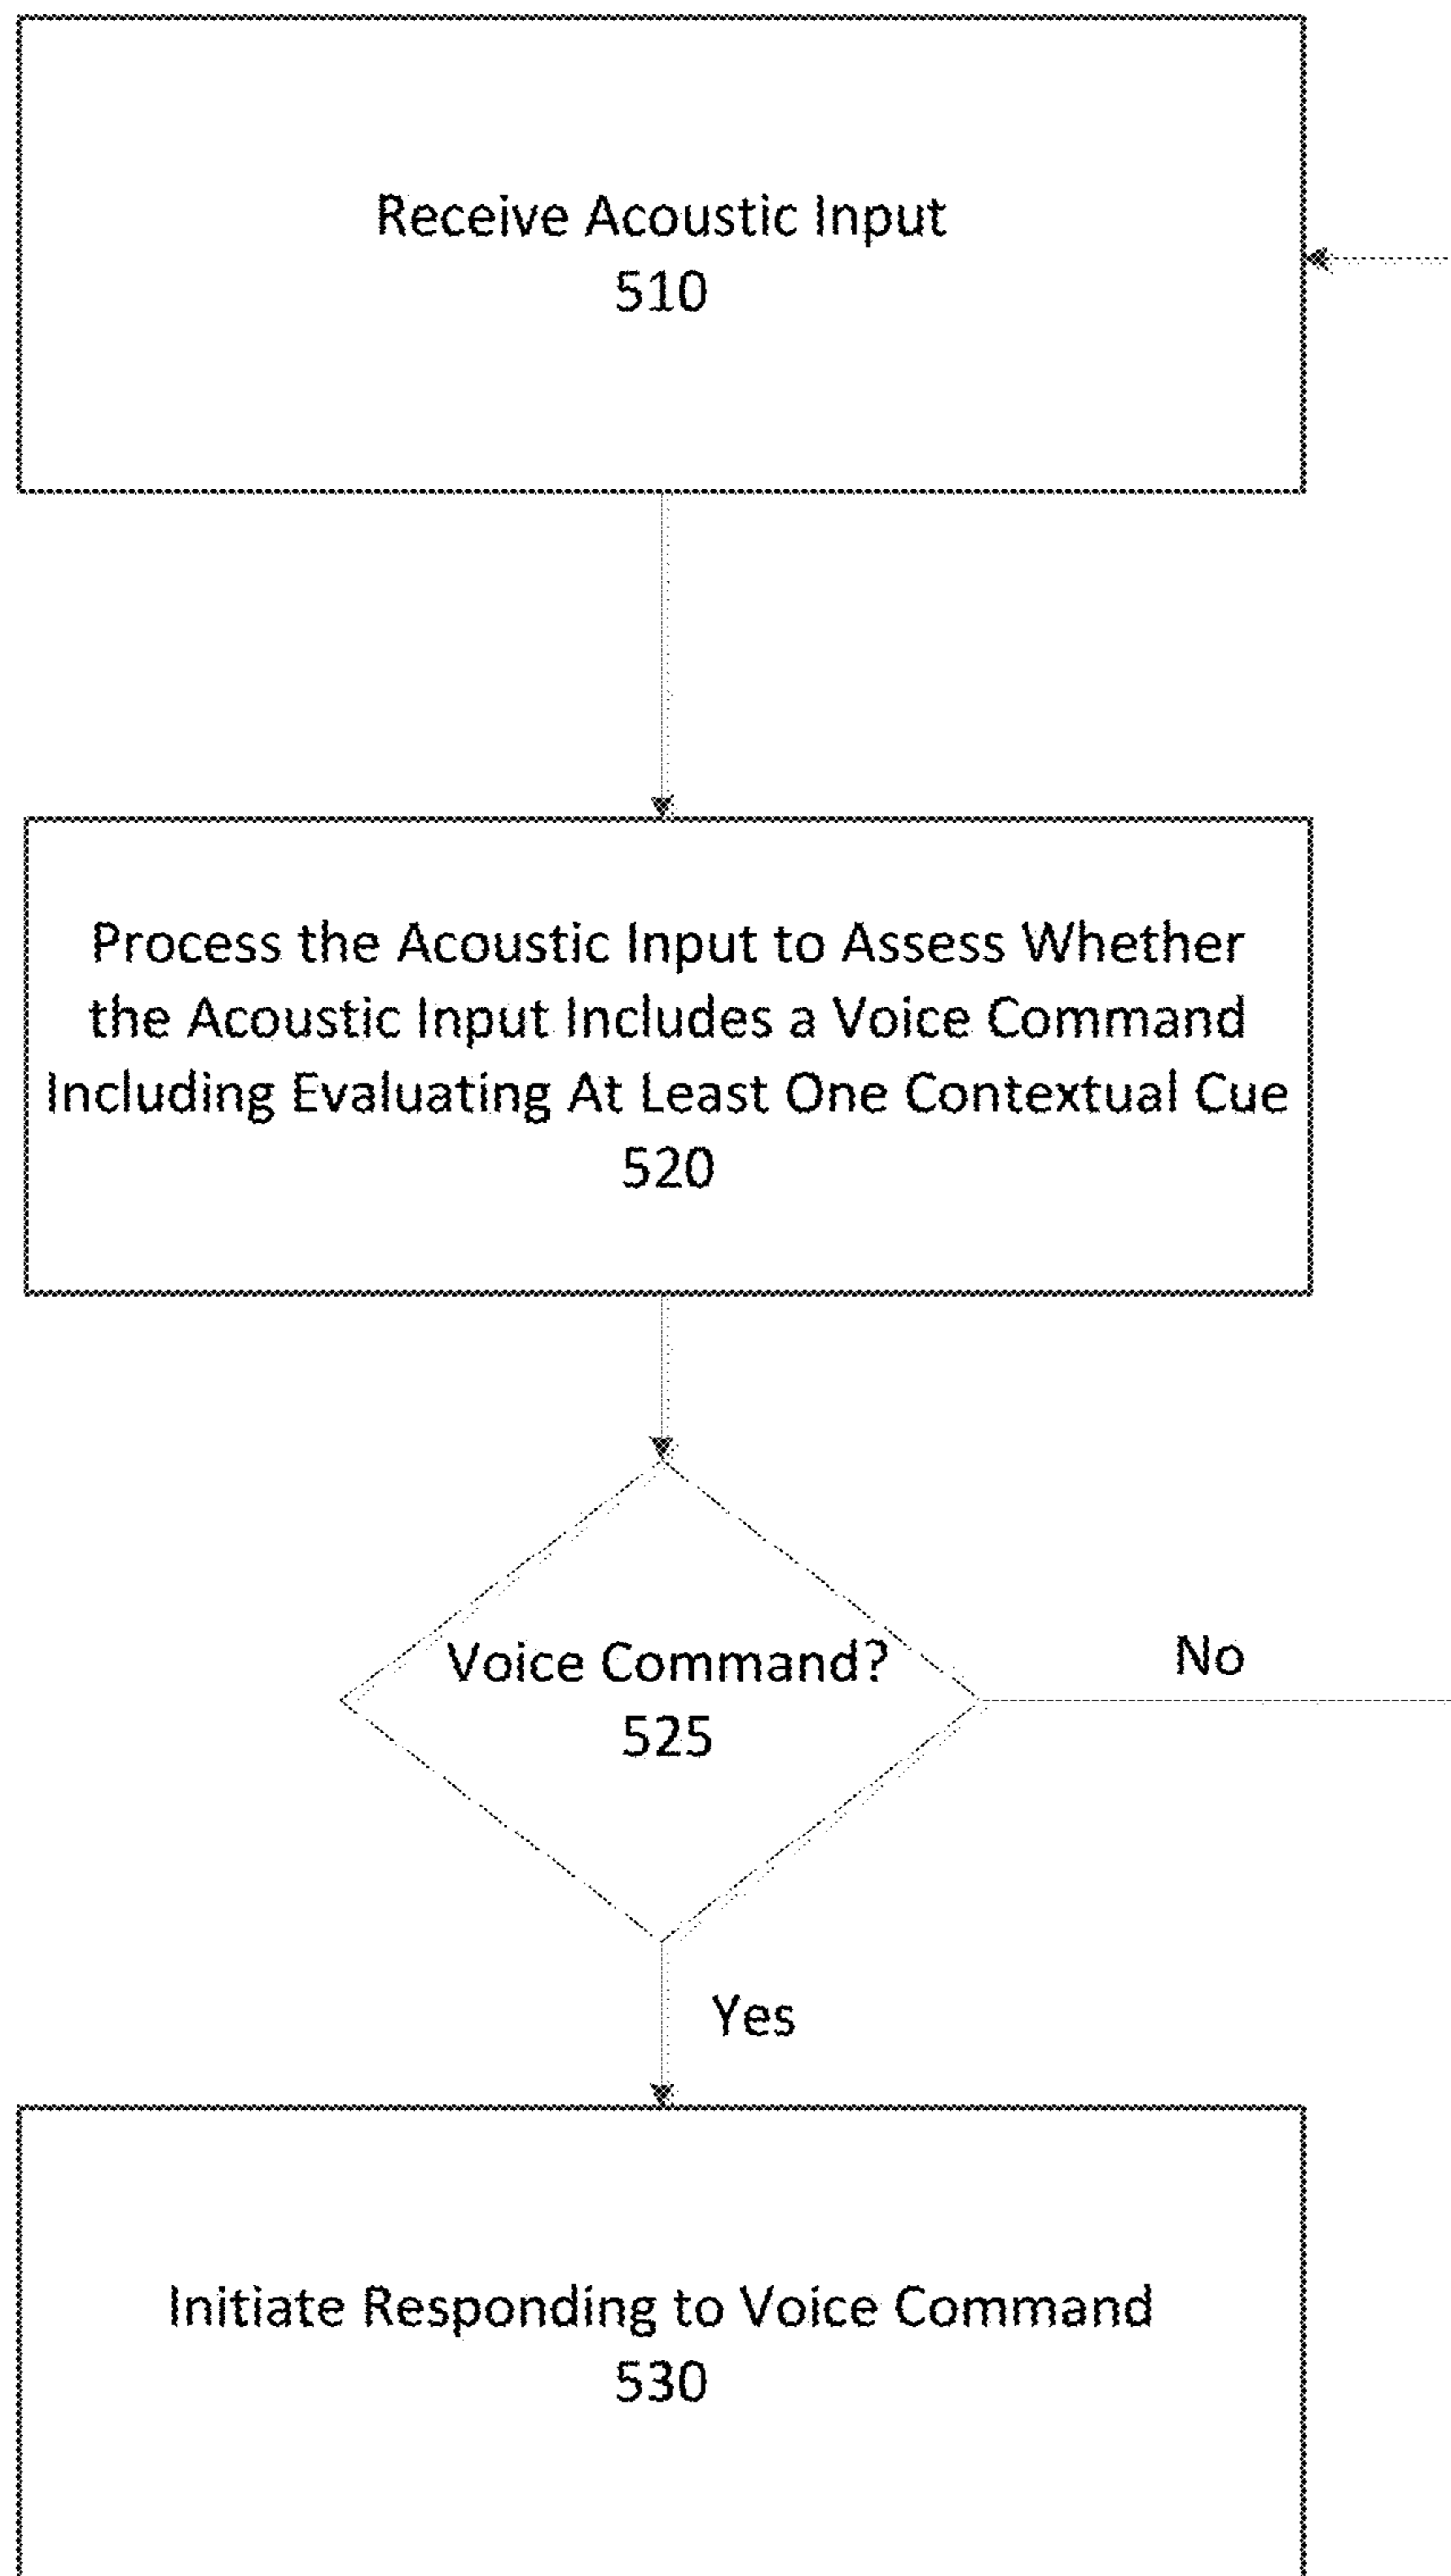 Receive Acoustic Input
510
Process the Acoustic Input to Assess Whether
the Acoustic Input Includes a Voice Command
Including Evaluating At Least One Contextual Cue
520
Voice Command?
525
No
Yes
Initiate Responding to Voice Command
530